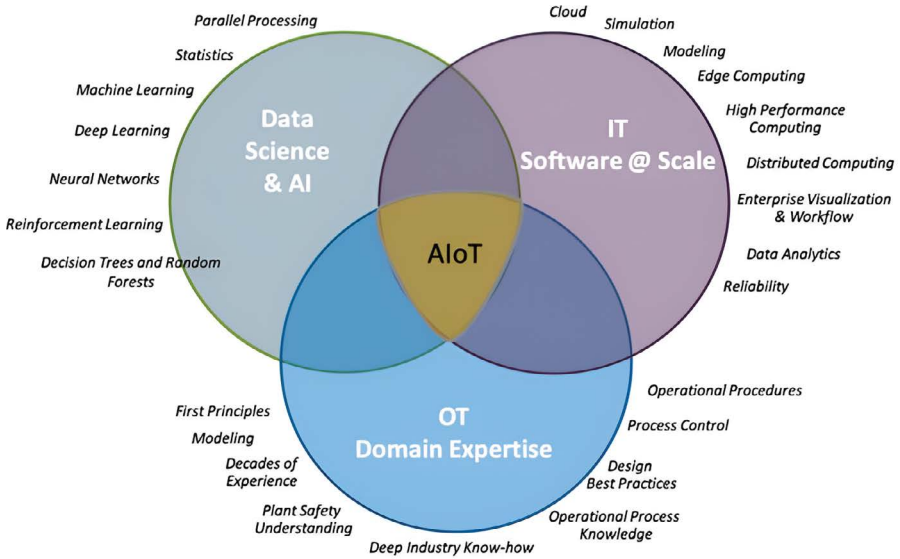 Parallel Processing
Statistics
Machine Learning
Deep Learning
Neural Networks
Reinforcement Learning
Decision Trees and Random
Forests
Data
Science
& AI
Cloud
Simulation
Modeling
Edge Computing
High Performance
Computing
Distributed Computing
Enterprise Visualization
& Workflow
Data Analytics
Reliability
IT
Software @ Scale
AIoT
First Principles
Modeling
Decades of
Experience
Plant Safety
Understanding
Deep Industry Know-how
OT
Domain Expertise
Operational Procedures
Process Control
Design
Best Practices
Operational Process
Knowledge